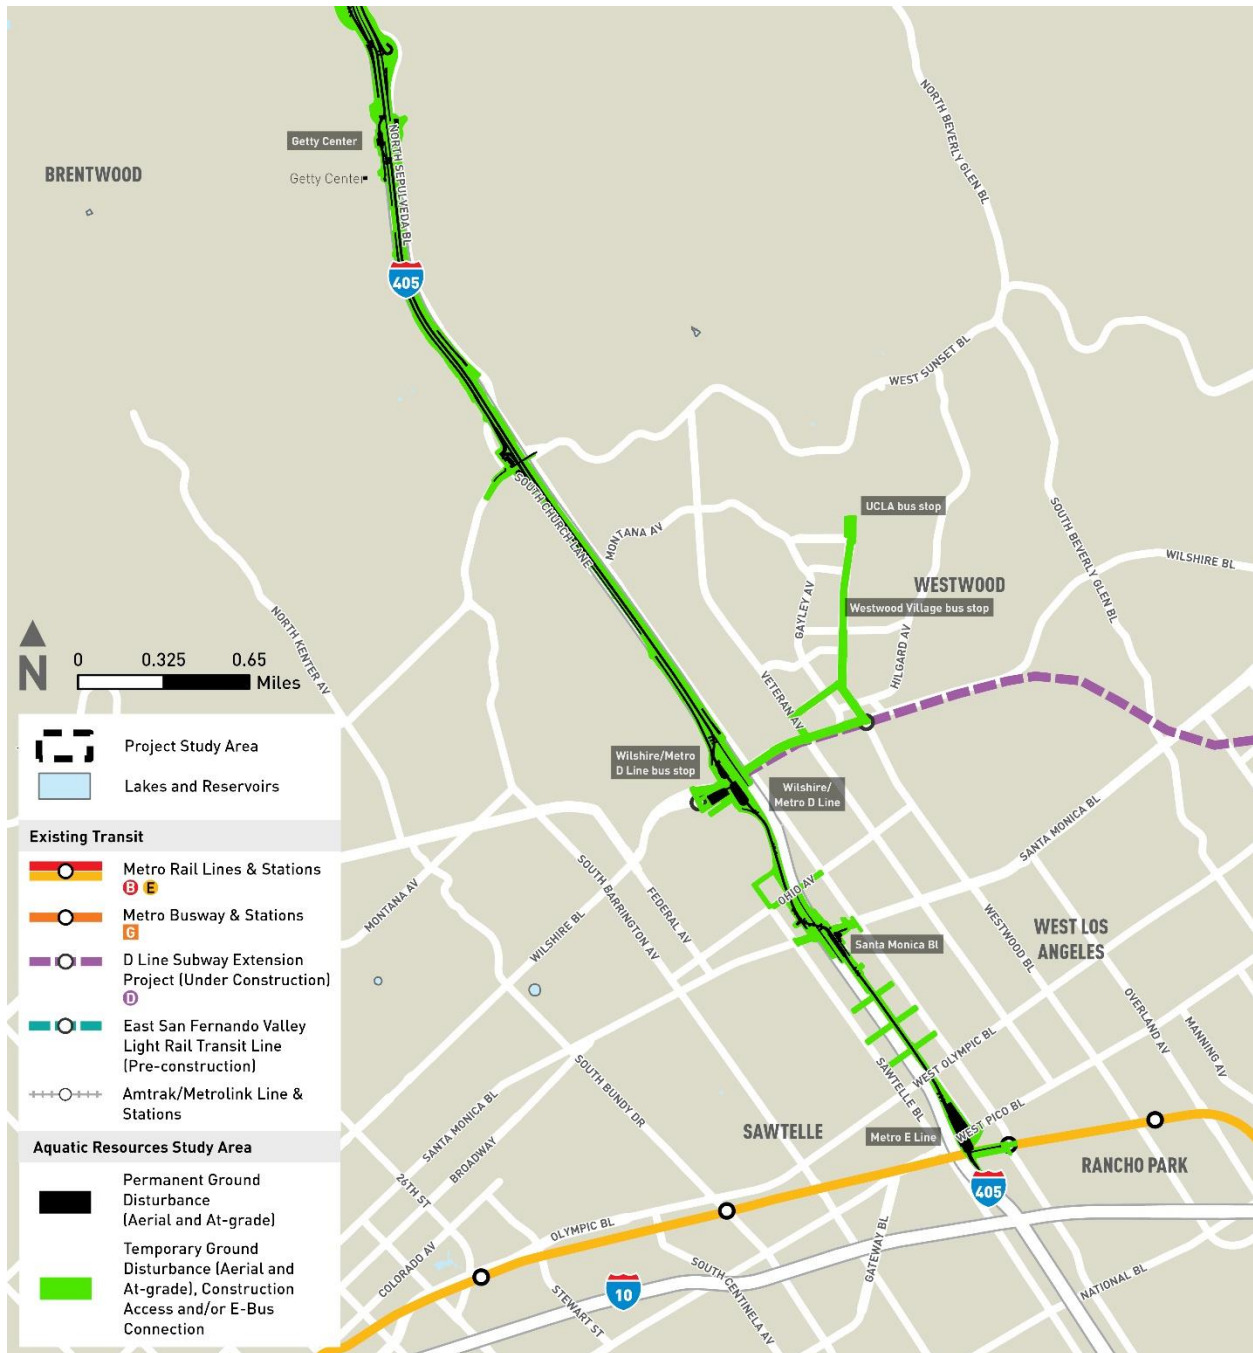 NORTH BEVERLY GLEN BL
Getty Center
NORTH SEPULVEDA BL
BRENTWOOD
Getty Center
405
WEST SUNSET BL
SOUTH CHURCH LANE
MONTANA AV
UCLA bus stop
SOUTH BEVERLY GLEN BL
WILSHIRE BL
WESTWOOD
GAYLEY AV
Westwood Village bus stop
HILGARD AV
NORTH KENTER AV
VETERAN AV
N
0 0.325 0.65
Miles
Wilshire/Metro
D Line bus stop
Wilshire/
Metro D Line
SANTA MONICA BL
OHIO AV
SOUTH BARRINGTON AV
FEDERAL AV
MONTANA AV
WILSHIRE BL
Santa Monica Bl
WESTWOOD BL
WEST LOS
ANGELES
OVERLAND AV
MANNING AV
WEST OLYMPIC BL
SAWTELLE BL
SOUTH BUNDY DR
WEST PICO BL
SANTA MONICA BL
BROADWAY
SAWTELLE
Metro E Line
RANCHO PARK
405
26TH ST
OLYMPIC BL
GATEWAY BL
COLORADO AV
STEWART ST
SOUTH CENTINELA AV
10
NATIONAL BL
Project Study Area
Lakes and Reservoirs
Existing Transit
Metro Rail Lines & Stations
B E
Metro Busway & Stations
G
D Line Subway Extension
Project (Under Construction)
D
East San Fernando Valley
Light Rail Transit Line
(Pre-construction)
Amtrak/Metrolink Line &
Stations
Aquatic Resources Study Area
Permanent Ground
Disturbance
(Aerial and At-grade)
Temporary Ground
Disturbance (Aerial and
At-grade), Construction
Access and/or E-Bus
Connection